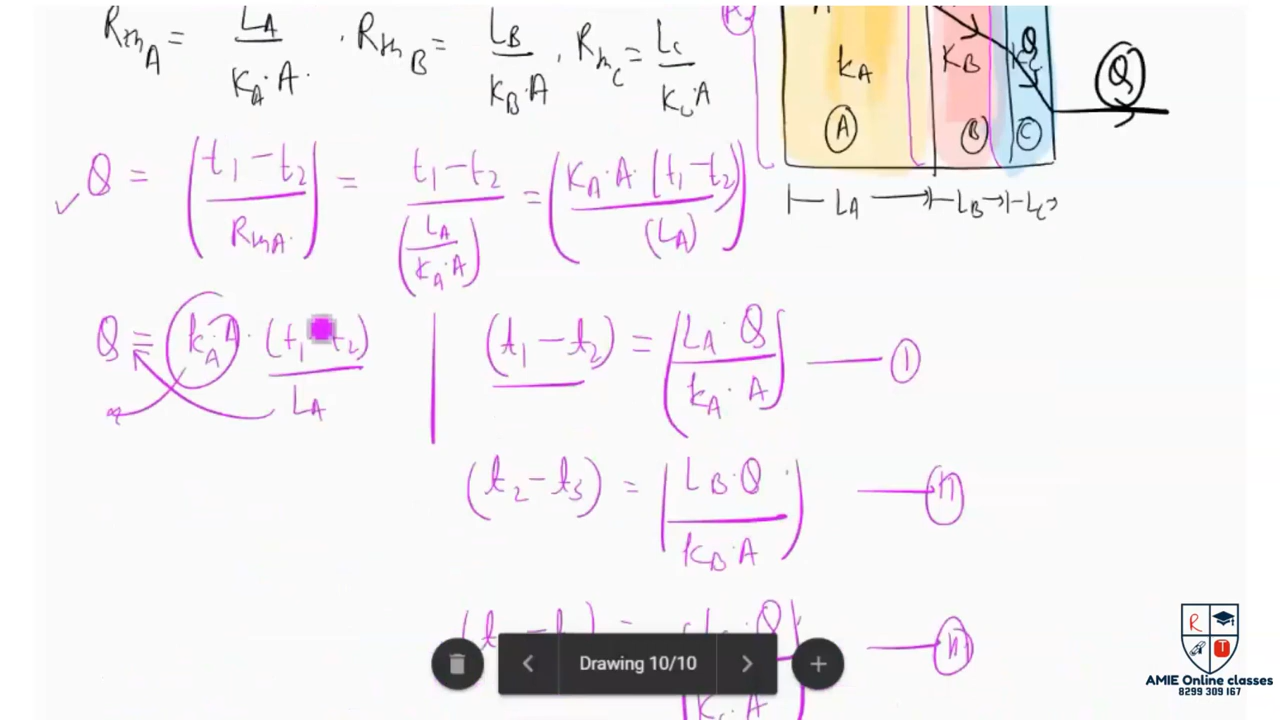 R_thA = L_A / K_A·A · R_thB = L_B / K_B·A , R_thC = L_C / K_C·A
K_A K_B
Q
A B C
Q = ( t₁ - t₂ / R_thA ) = t₁ - t₂ / ( L_A / K_A·A ) = ( K_A·A·(t₁ - t₂) / (L_A) )
L_A L_B L_C
Q = K_A·A·(t₁ - t₂) / L_A
(t₁ - t₂) = ( L_A·Q / K_A·A ) — ①
(t₂ - t₃) = ( L_B·Q / K_B·A ) — Ⅱ
Q / K_C·A — Ⅲ
Drawing 10/10
R
T
AMIE Online classes
8299 309 167